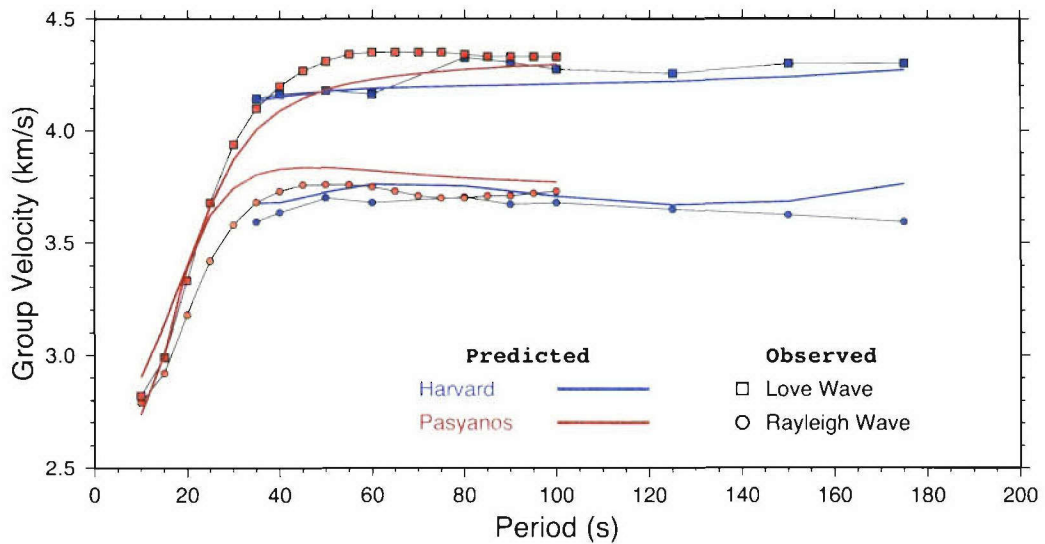 4.5
4.0
3.5
3.0
2.5
Group Velocity (km/s)
Predicted Observed
Harvard Love Wave
Pasyanos Rayleigh Wave
0 20 40 60 80 100 120 140 160 180 200
Period (s)